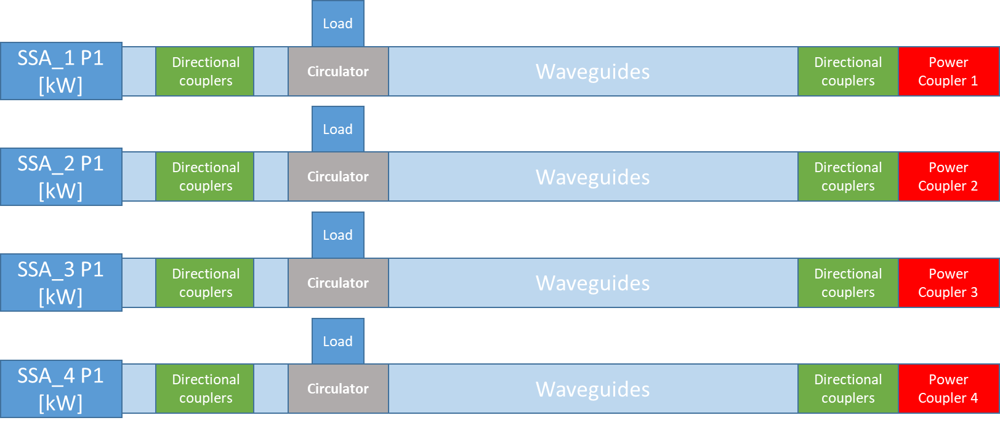 Load
SSA_1 P1
[kW]
Directional
couplers
Circulator
Waveguides
Directional
couplers
Power
Coupler 1
Load
SSA_2 P1
[kW]
Directional
couplers
Circulator
Waveguides
Directional
couplers
Power
Coupler 2
Load
SSA_3 P1
[kW]
Directional
couplers
Circulator
Waveguides
Directional
couplers
Power
Coupler 3
Load
SSA_4 P1
[kW]
Directional
couplers
Circulator
Waveguides
Directional
couplers
Power
Coupler 4